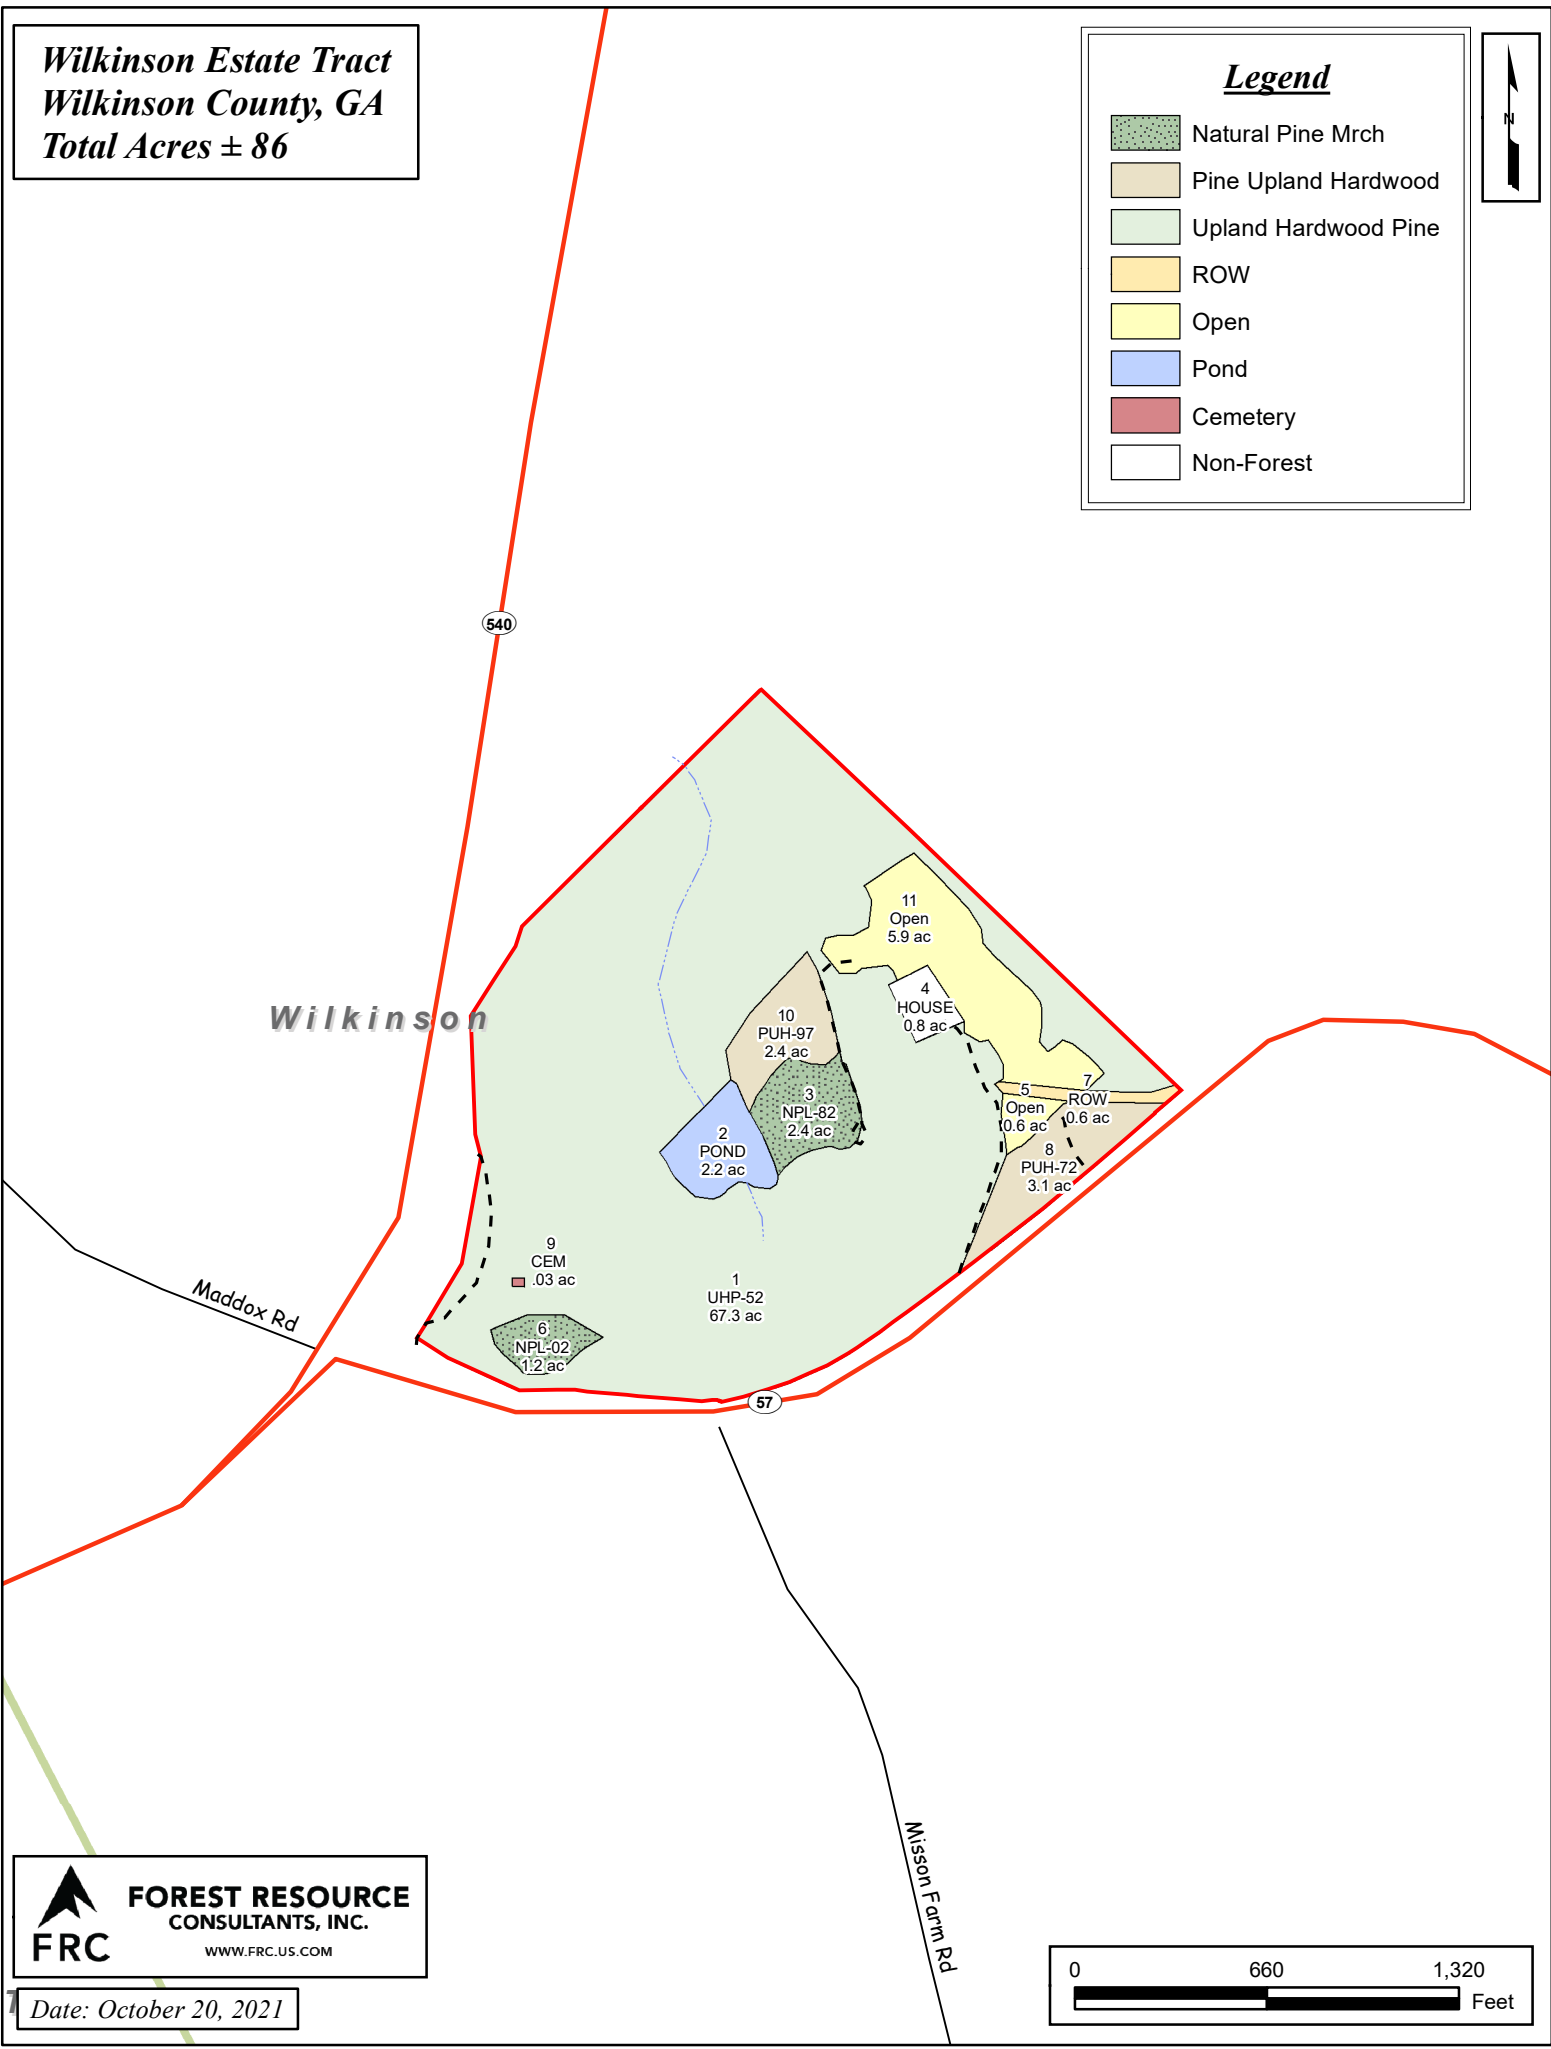 Wilkinson Estate Tract
Wilkinson County, GA
Total Acres ± 86
Legend
Natural Pine Mrch
Pine Upland Hardwood
Upland Hardwood Pine
ROW
Open
Pond
Cemetery
Non-Forest
N
540
11
Open
5.9 ac
4
HOUSE
0.8 ac
Wilkinson
10
PUH-97
2.4 ac
3
NPL-82
2.4 ac
7
ROW
0.6 ac
5
Open
0.6 ac
2
POND
2.2 ac
8
PUH-72
3.1 ac
9
CEM
.03 ac
1
UHP-52
67.3 ac
6
NPL-02
1.2 ac
Maddox Rd
57
Misson Farm Rd
FRC
FOREST RESOURCE
CONSULTANTS, INC.
WWW.FRC.US.COM
Date: October 20, 2021
0 660 1,320
Feet